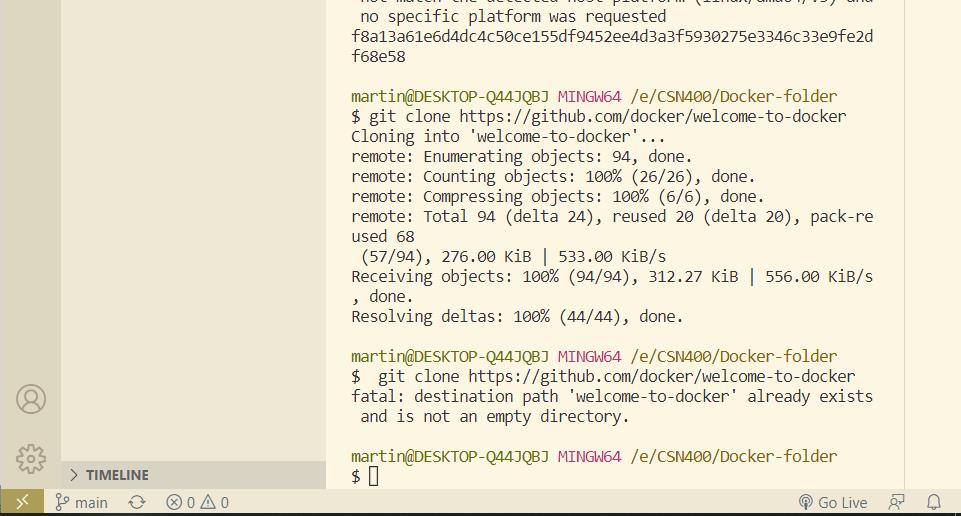 no specific platform was requested
f8a13a61e6d4dc4c50ce155df9452ee4d3a3f5930275e3346c33e9fe2d
f68e58
martin@DESKTOP-Q44JQBJ MINGW64 /e/CSN400/Docker-folder
$ git clone https://github.com/docker/welcome-to-docker
Cloning into 'welcome-to-docker'...
remote: Enumerating objects: 94, done.
remote: Counting objects: 100% (26/26), done.
remote: Compressing objects: 100% (6/6), done.
remote: Total 94 (delta 24), reused 20 (delta 20), pack-re
used 68
(57/94), 276.00 KiB | 533.00 KiB/s
Receiving objects: 100% (94/94), 312.27 KiB | 556.00 KiB/s
, done.
Resolving deltas: 100% (44/44), done.
martin@DESKTOP-Q44JQBJ MINGW64 /e/CSN400/Docker-folder
$  git clone https://github.com/docker/welcome-to-docker
fatal: destination path 'welcome-to-docker' already exists
and is not an empty directory.
martin@DESKTOP-Q44JQBJ MINGW64 /e/CSN400/Docker-folder
$
TIMELINE
main 0 0 Go Live